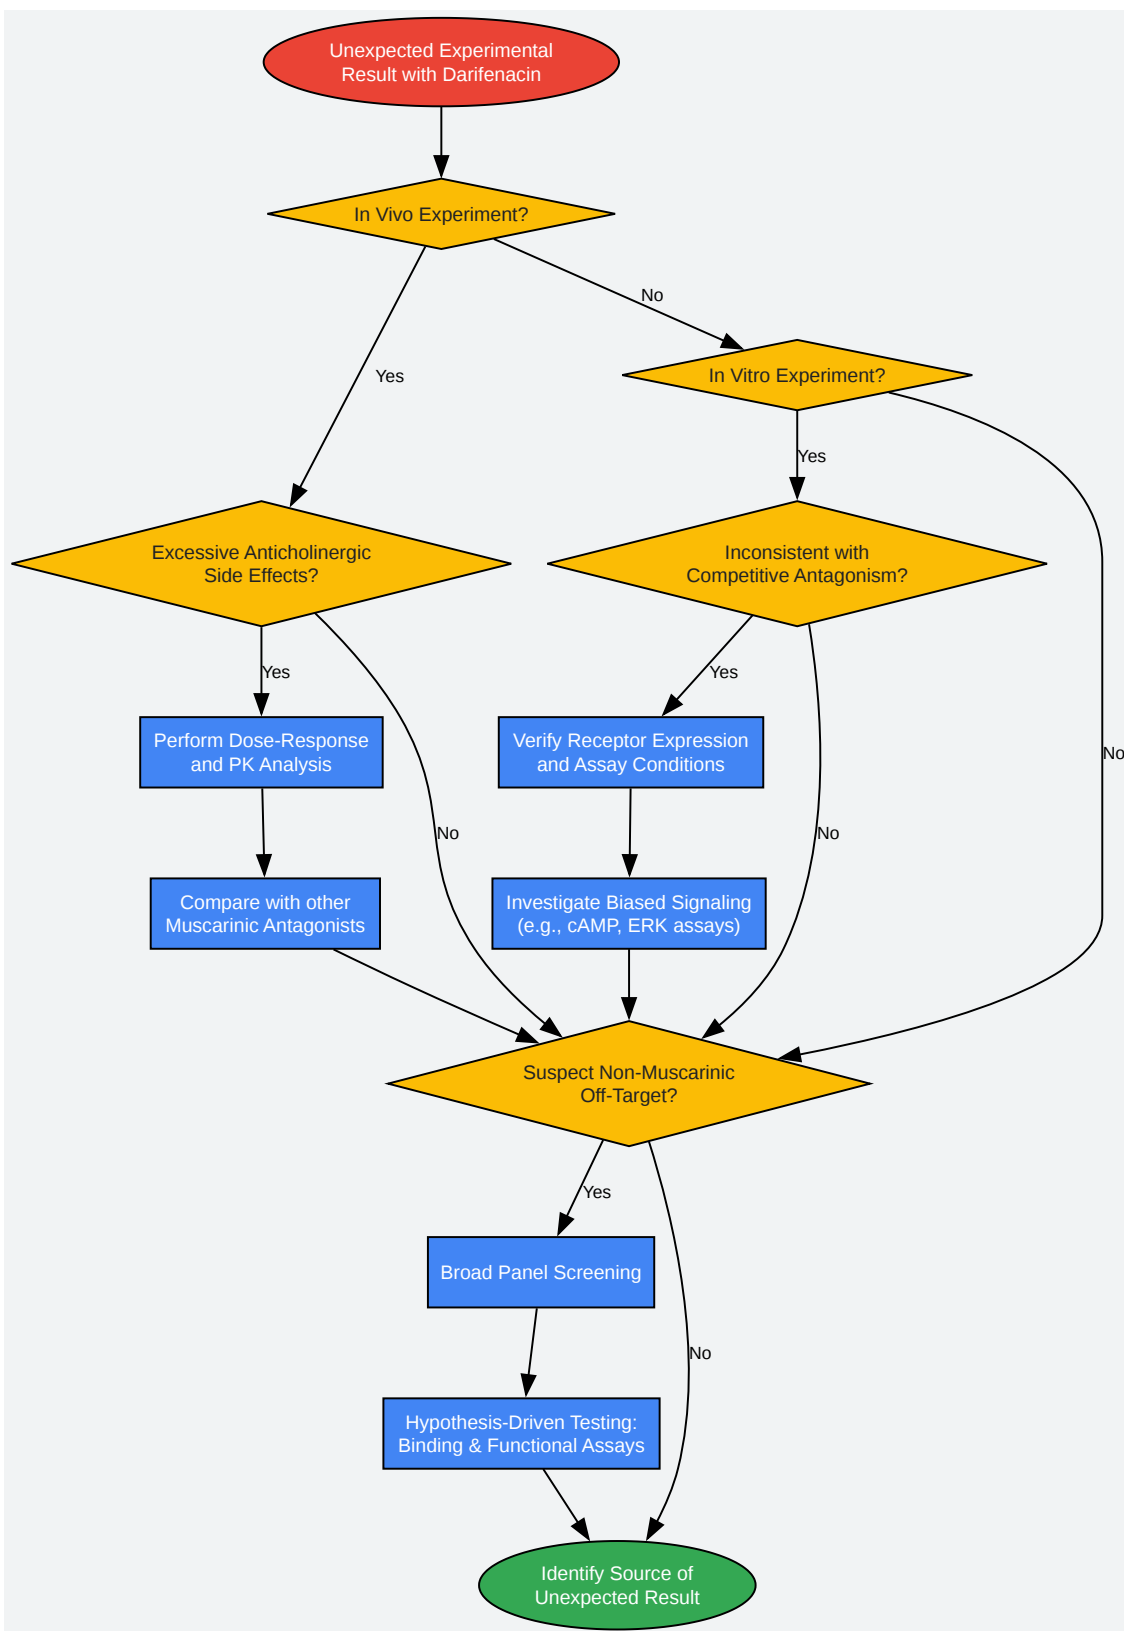 Unexpected Experimental
Result with Darifenacin
In Vivo Experiment?
No
Yes
In Vitro Experiment?
Yes
Excessive Anticholinergic
Side Effects?
Inconsistent with
Competitive Antagonism?
Yes
Yes
Perform Dose-Response
and PK Analysis
Verify Receptor Expression
and Assay Conditions
No
No
No
Compare with other
Muscarinic Antagonists
Investigate Biased Signaling
(e.g., cAMP, ERK assays)
Suspect Non-Muscarinic
Off-Target?
Yes
Broad Panel Screening
No
Hypothesis-Driven Testing:
Binding & Functional Assays
Identify Source of
Unexpected Result